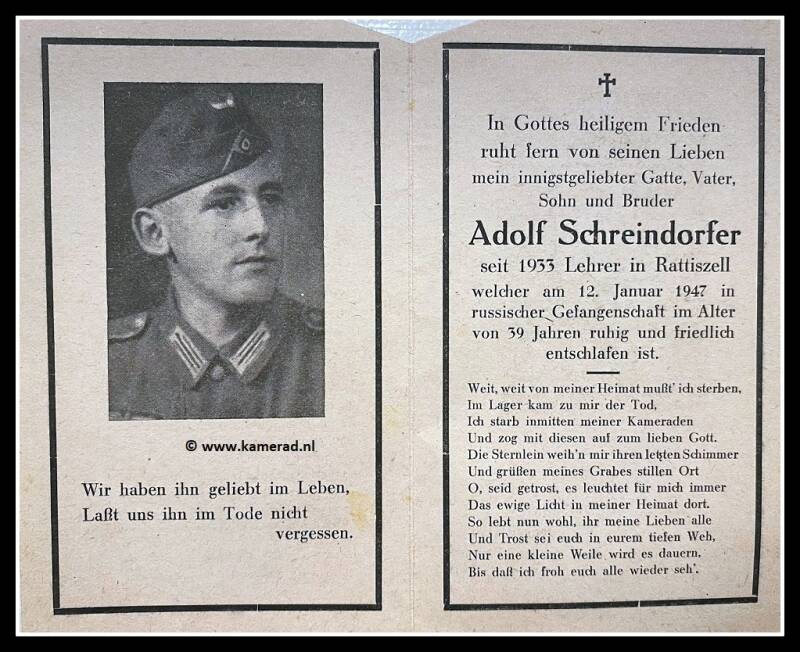 © www.kamerad.nl
Wir haben ihn geliebt im Leben,
Laßt uns ihn im Tode nicht
vergessen.
In Gottes heiligem Frieden
ruht fern von seinen Lieben
mein innigstgeliebter Gatte, Vater,
Sohn und Bruder
Adolf Schreindorfer
seit 1933 Lehrer in Rattiszell
welcher am 12. Januar 1947 in
russischer Gefangenschaft im Alter
von 39 Jahren ruhig und friedlich
entschlafen ist.
Weit, weit von meiner Heimat mußt' ich sterben,
Im Lager kam zu mir der Tod,
Ich starb inmitten meiner Kameraden
Und zog mit diesen auf zum lieben Gott.
Die Sternlein weih'n mir ihren letzten Schimmer
Und grüßen meines Grabes stillen Ort
O, seid getrost, es leuchtet für mich immer
Das ewige Licht in meiner Heimat dort.
So lebt nun wohl, ihr meine Lieben alle
Und Trost sei euch in eurem tiefen Weh,
Nur eine kleine Weile wird es dauern,
Bis daß ich froh euch alle wieder seh'.